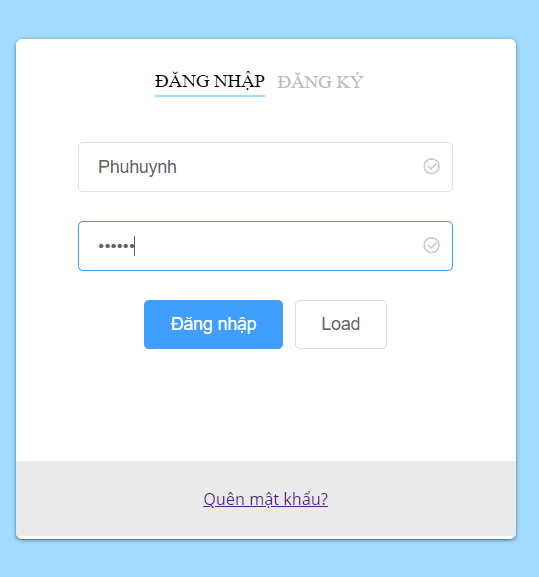 ĐĂNG NHẬP ĐĂNG KÝ
Phuhuynh
••••••
Đăng nhập Load
Quên mật khẩu?